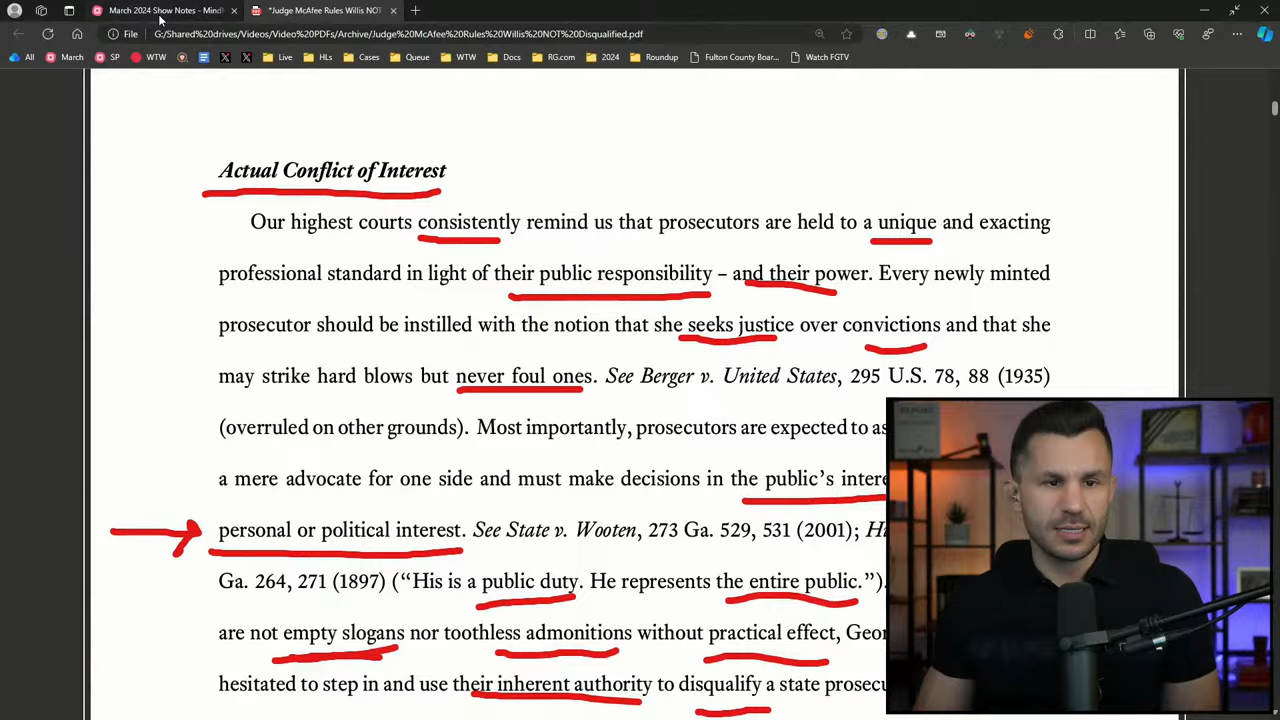 March 2024 Show Notes - Mind
*Judge McAfee Rules Willis NOT
File G:/Shared%20drives/Videos/Video%20PDFs/Archive/Judge%20McAfee%20Rules%20Willis%20NOT%20Disqualified.pdf
All March SP WTW Live HLs Cases Queue WTW Docs RG.com 2024 Roundup Fulton County Boar... Watch FGTV
Actual Conflict of Interest
Our highest courts consistently remind us that prosecutors are held to a unique and exacting
professional standard in light of their public responsibility – and their power. Every newly minted
prosecutor should be instilled with the notion that she seeks justice over convictions and that she
may strike hard blows but never foul ones. See Berger v. United States, 295 U.S. 78, 88 (1935)
(overruled on other grounds). Most importantly, prosecutors are expected to
a mere advocate for one side and must make decisions in the public's
personal or political interest. See State v. Wooten, 273 Ga. 529, 531 (2001);
Ga. 264, 271 (1897) (“His is a public duty. He represents the entire public.”).
are not empty slogans nor toothless admonitions without practical effect,
hesitated to step in and use their inherent authority to disqualify a state